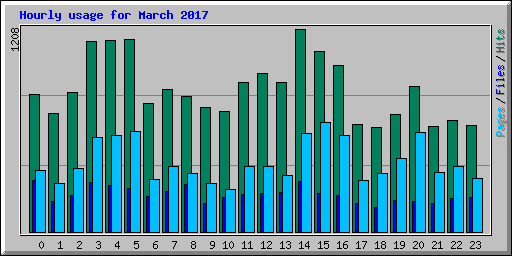 Hourly usage for March 2017
1208
Pages/Files/Hits
0 1 2 3 4 5 6 7 8 9 10 11 12 13 14 15 16 17 18 19 20 21 22 23